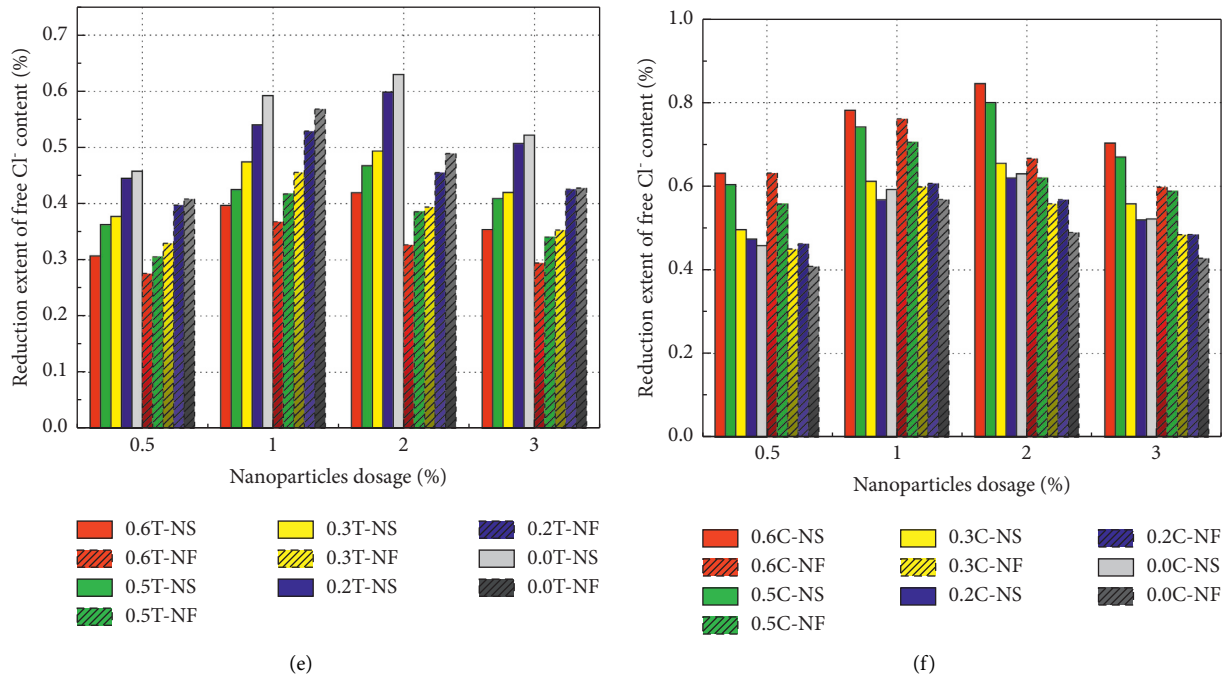 Reduction extent of free Cl⁻ content (%)
0.7
0.6
0.5
0.4
0.3
0.2
0.1
0.0
0.5 1 2 3
Nanoparticles dosage (%)
0.6T-NS 0.3T-NS 0.2T-NF
0.6T-NF 0.3T-NF 0.0T-NS
0.5T-NS 0.2T-NS 0.0T-NF
0.5T-NF
(e)
Reduction extent of free Cl⁻ content (%)
1.0
0.8
0.6
0.4
0.2
0.0
0.5 1 2 3
Nanoparticles dosage (%)
0.6C-NS 0.3C-NS 0.2C-NF
0.6C-NF 0.3C-NF 0.0C-NS
0.5C-NS 0.2C-NS 0.0C-NF
0.5C-NF
(f)